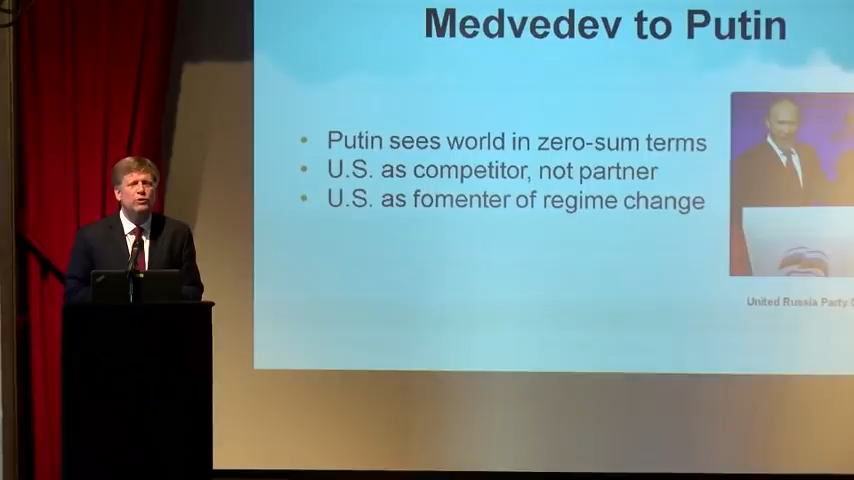 Medvedev to Putin
• Putin sees world in zero-sum terms
• U.S. as competitor, not partner
• U.S. as fomenter of regime change
United Russia Party